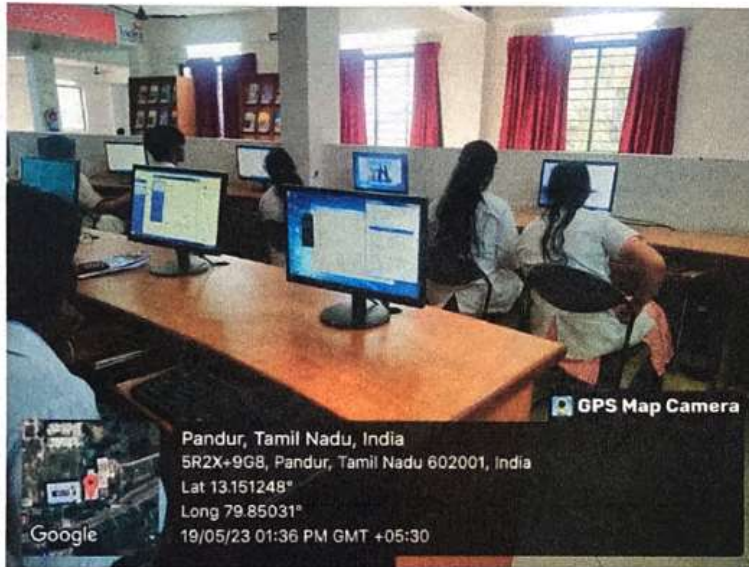 GPS Map Camera
Pandur, Tamil Nadu, India
5R2X+9G8, Pandur, Tamil Nadu 602001, India
Lat 13.151248°
Long 79.85031°
19/05/23 01:36 PM GMT +05:30
Google